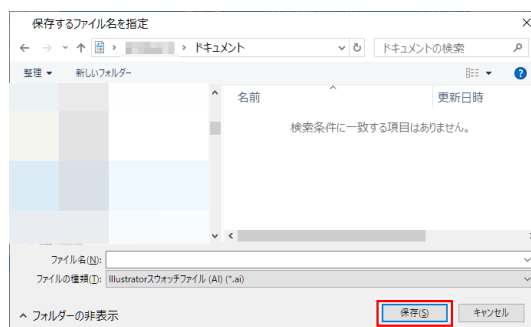 保存するファイル名を指定
ドキュメント
ドキュメントの検索
整理
新しいフォルダー
名前
更新日時
検索条件に一致する項目はありません。
ファイル名(N):
ファイルの種類(T): Illustratorスウォッチファイル (AI) (*.ai)
フォルダーの非表示
保存(S)
キャンセル